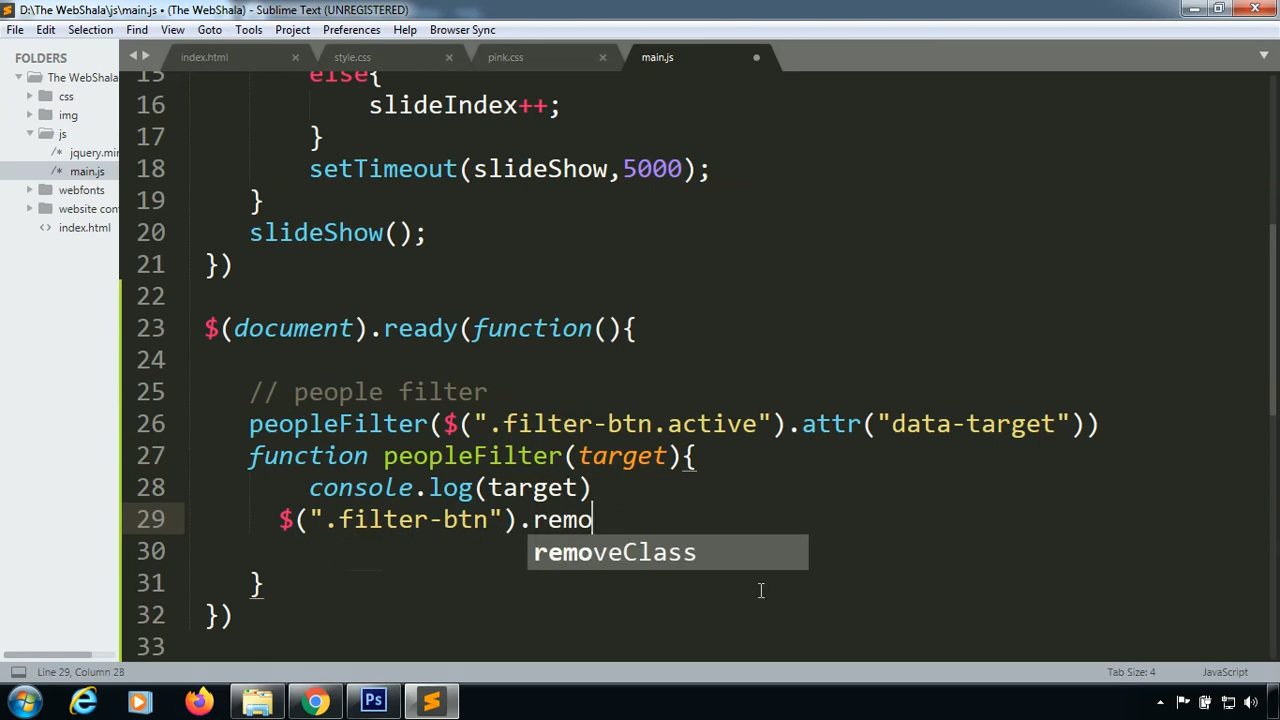 D:\The WebShala\js\main.js • (The WebShala) - Sublime Text (UNREGISTERED)
File Edit Selection Find View Goto Tools Project Preferences Help Browser Sync
FOLDERS
The WebShala
css
img
js
/* jquery.min
/* main.js
webfonts
website con
<> index.html
index.html × style.css × pink.css × main.js
15 else{
16 slideIndex++;
17 }
18 setTimeout(slideShow,5000);
19 }
20 slideShow();
21 })
22
23 $(document).ready(function(){
24
25 // people filter
26 peopleFilter($(".filter-btn.active").attr("data-target"))
27 function peopleFilter(target){
28 console.log(target)
29 $(".filter-btn").remo
removeClass
30
31 }
32 })
33
Line 29, Column 28 Tab Size: 4 JavaScript
Ps